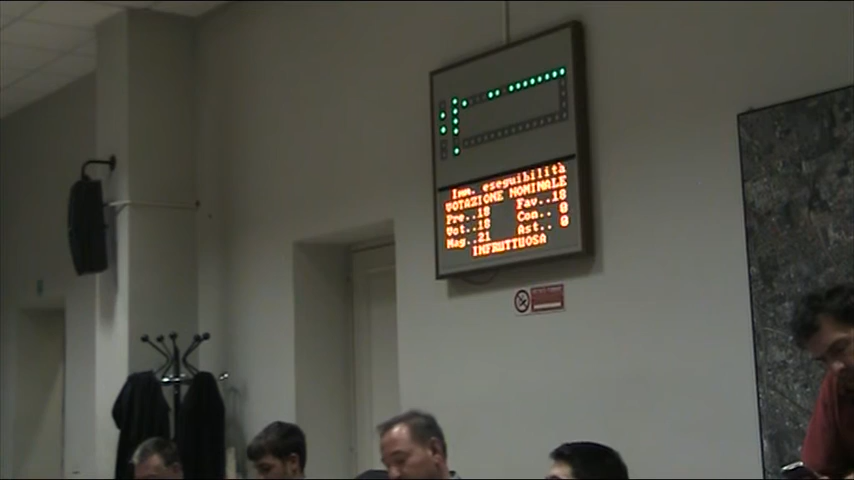 Imm. eseguibilità
VOTAZIONE NOMINALE
Pre..18 Fav..18
Vot..18 Con.. 0
Mag..21 Ast.. 0
INFRUTTUOSA